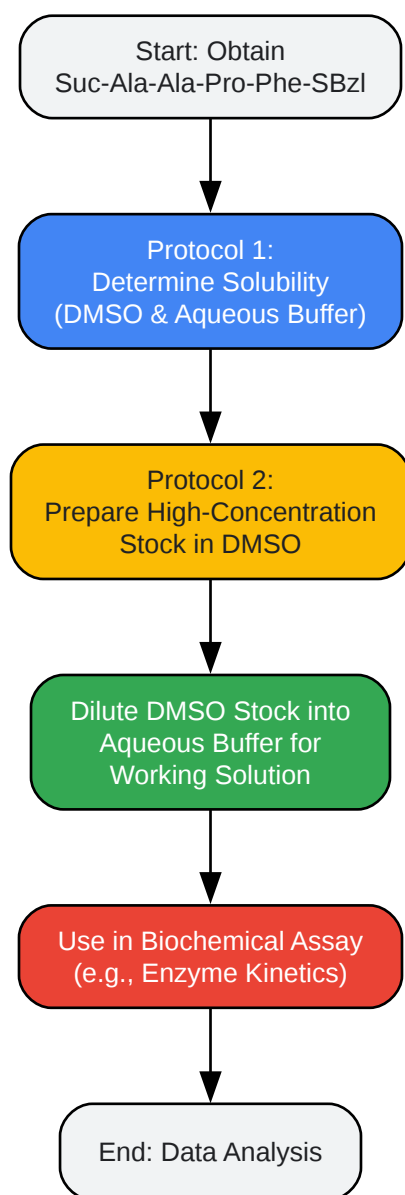 Start: Obtain
Suc-Ala-Ala-Pro-Phe-SBzl
Protocol 1:
Determine Solubility
(DMSO & Aqueous Buffer)
Protocol 2:
Prepare High-Concentration
Stock in DMSO
Dilute DMSO Stock into
Aqueous Buffer for
Working Solution
Use in Biochemical Assay
(e.g., Enzyme Kinetics)
End: Data Analysis